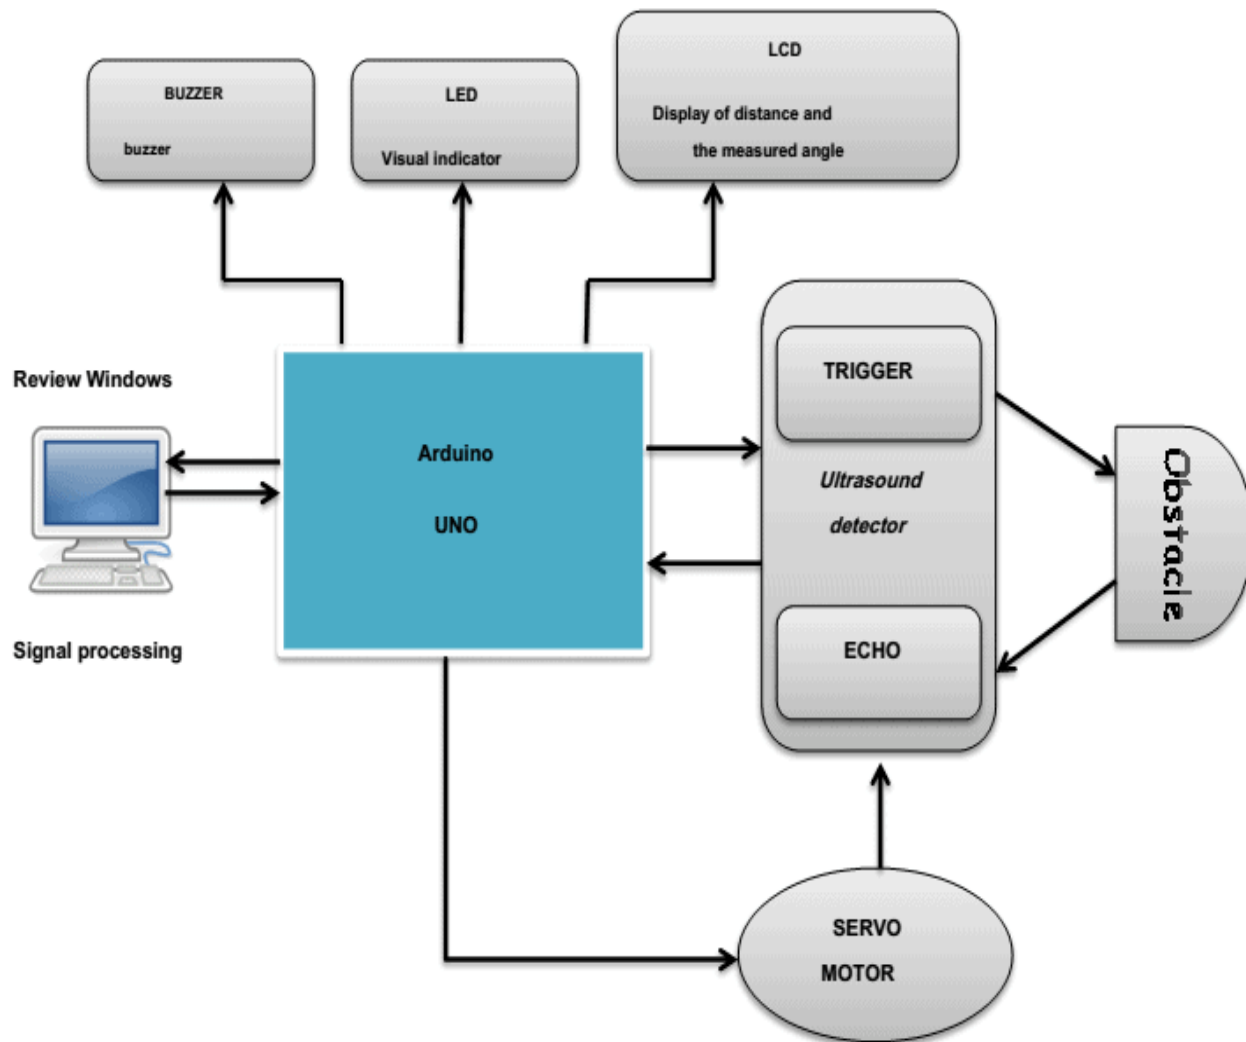 BUZZER
buzzer
LED
Visual indicator
LCD
Display of distance and
the measured angle
Review Windows
Signal processing
Arduino
UNO
TRIGGER
Ultrasound
detector
ECHO
Obstacle
SERVO
MOTOR